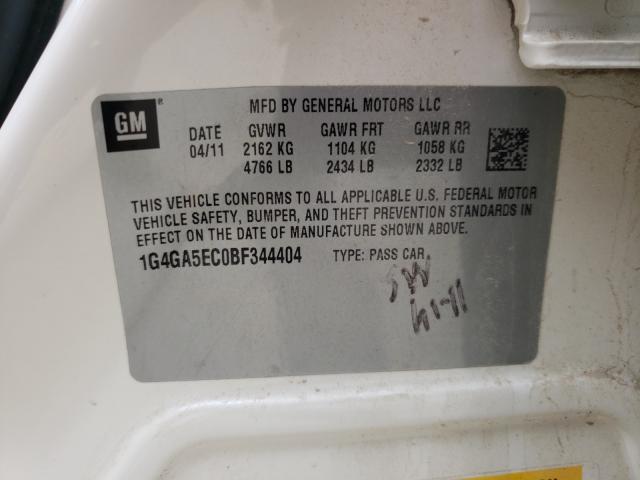 GM ®
MFD BY GENERAL MOTORS LLC
DATE GVWR GAWR FRT GAWR RR
04/11 2162 KG 1104 KG 1058 KG
4766 LB 2434 LB 2332 LB
THIS VEHICLE CONFORMS TO ALL APPLICABLE U.S. FEDERAL MOTOR
VEHICLE SAFETY, BUMPER, AND THEFT PREVENTION STANDARDS IN
EFFECT ON THE DATE OF MANUFACTURE SHOWN ABOVE.
1G4GA5EC0BF344404 TYPE: PASS CAR